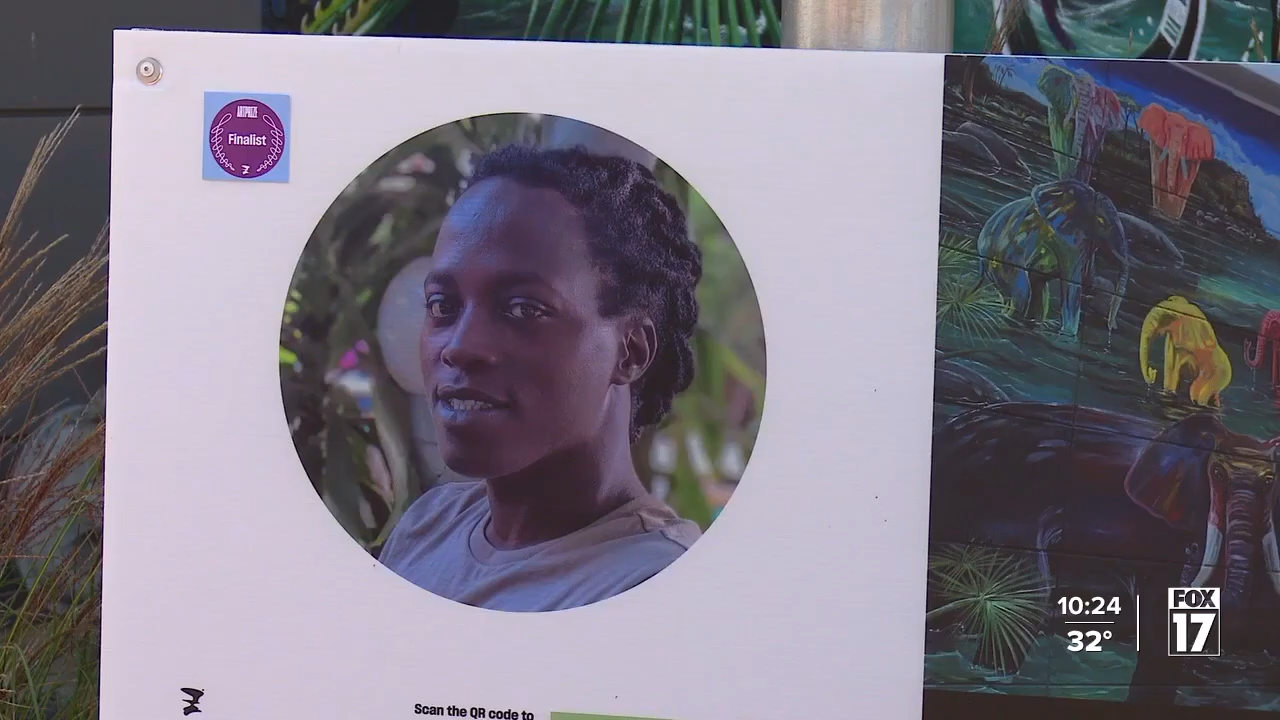 ARTPRIZE
Finalist
Scan the QR code to
10:24
32°
FOX
17